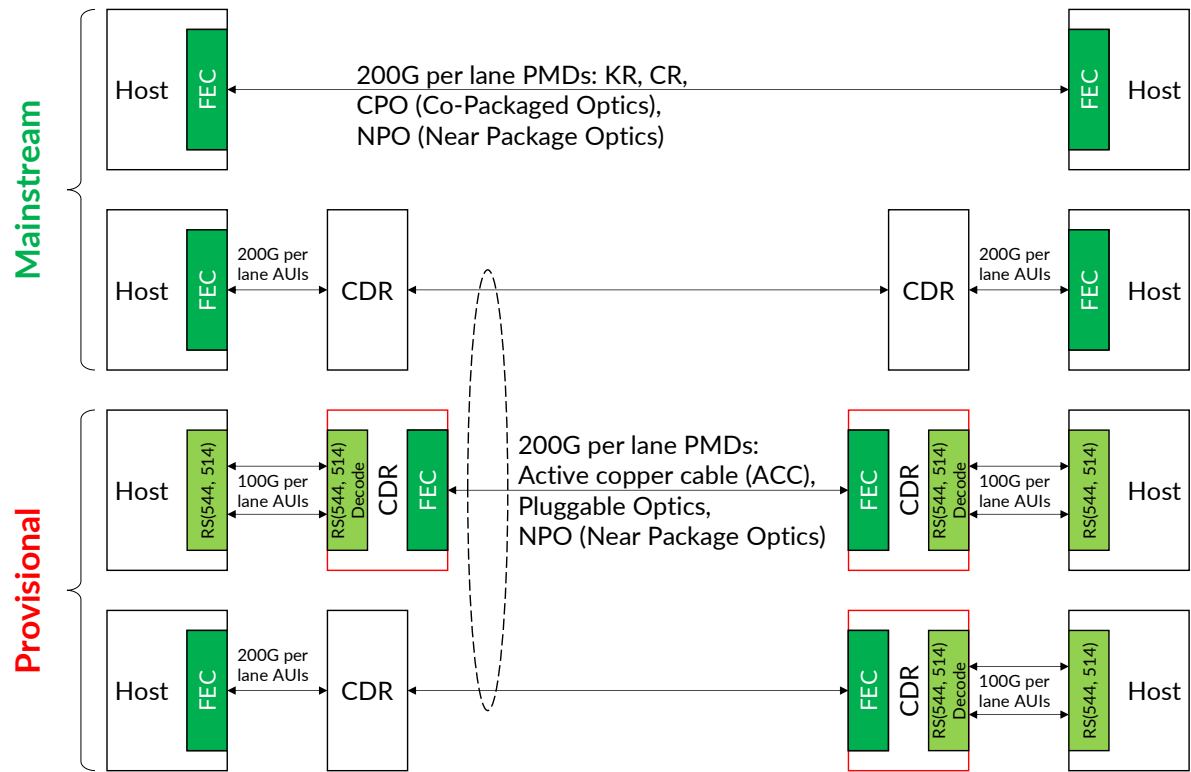 Mainstream
Host
FEC
200G per lane PMDs: KR, CR,
CPO (Co-Packaged Optics),
NPO (Near Package Optics)
FEC
Host
Host
FEC
200G per
lane AUIs
CDR
CDR
200G per
lane AUIs
FEC
Host
Provisional
Host
RS(544, 514)
100G per
lane AUIs
RS(544, 514)
Decode
CDR
FEC
200G per lane PMDs:
Active copper cable (ACC),
Pluggable Optics,
NPO (Near Package Optics)
FEC
CDR
RS(544, 514)
Decode
100G per
lane AUIs
RS(544, 514)
Host
Host
FEC
200G per
lane AUIs
CDR
FEC
CDR
RS(544, 514)
Decode
100G per
lane AUIs
RS(544, 514)
Host